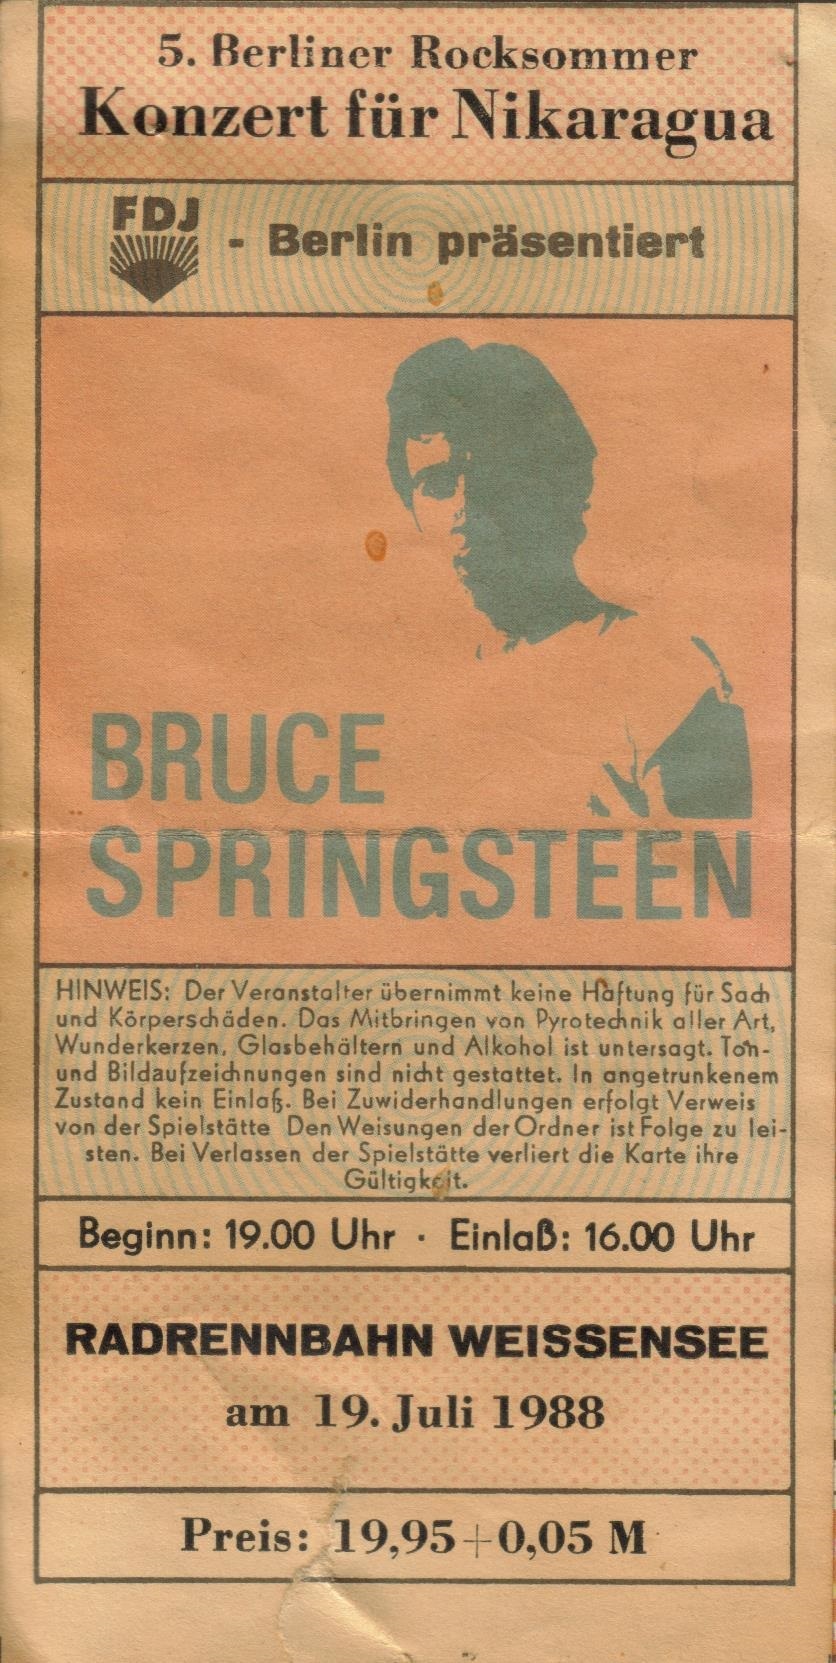 5. Berliner Rocksommer
Konzert für Nikaragua
FDJ - Berlin präsentiert
BRUCE
SPRINGSTEEN
HINWEIS: Der Veranstalter übernimmt keine Haftung für Sach
und Körperschäden. Das Mitbringen von Pyrotechnik aller Art,
Wunderkerzen, Glasbehältern und Alkohol ist untersagt. Ton-
und Bildaufzeichnungen sind nicht gestattet. In angetrunkenem
Zustand kein Einlaß. Bei Zuwiderhandlungen erfolgt Verweis
von der Spielstätte Den Weisungen der Ordner ist Folge zu lei-
sten. Bei Verlassen der Spielstätte verliert die Karte ihre
Gültigkeit.
Beginn: 19.00 Uhr · Einlaß: 16.00 Uhr
RADRENNBAHN WEISSENSEE
am 19. Juli 1988
Preis: 19,95+0,05 M